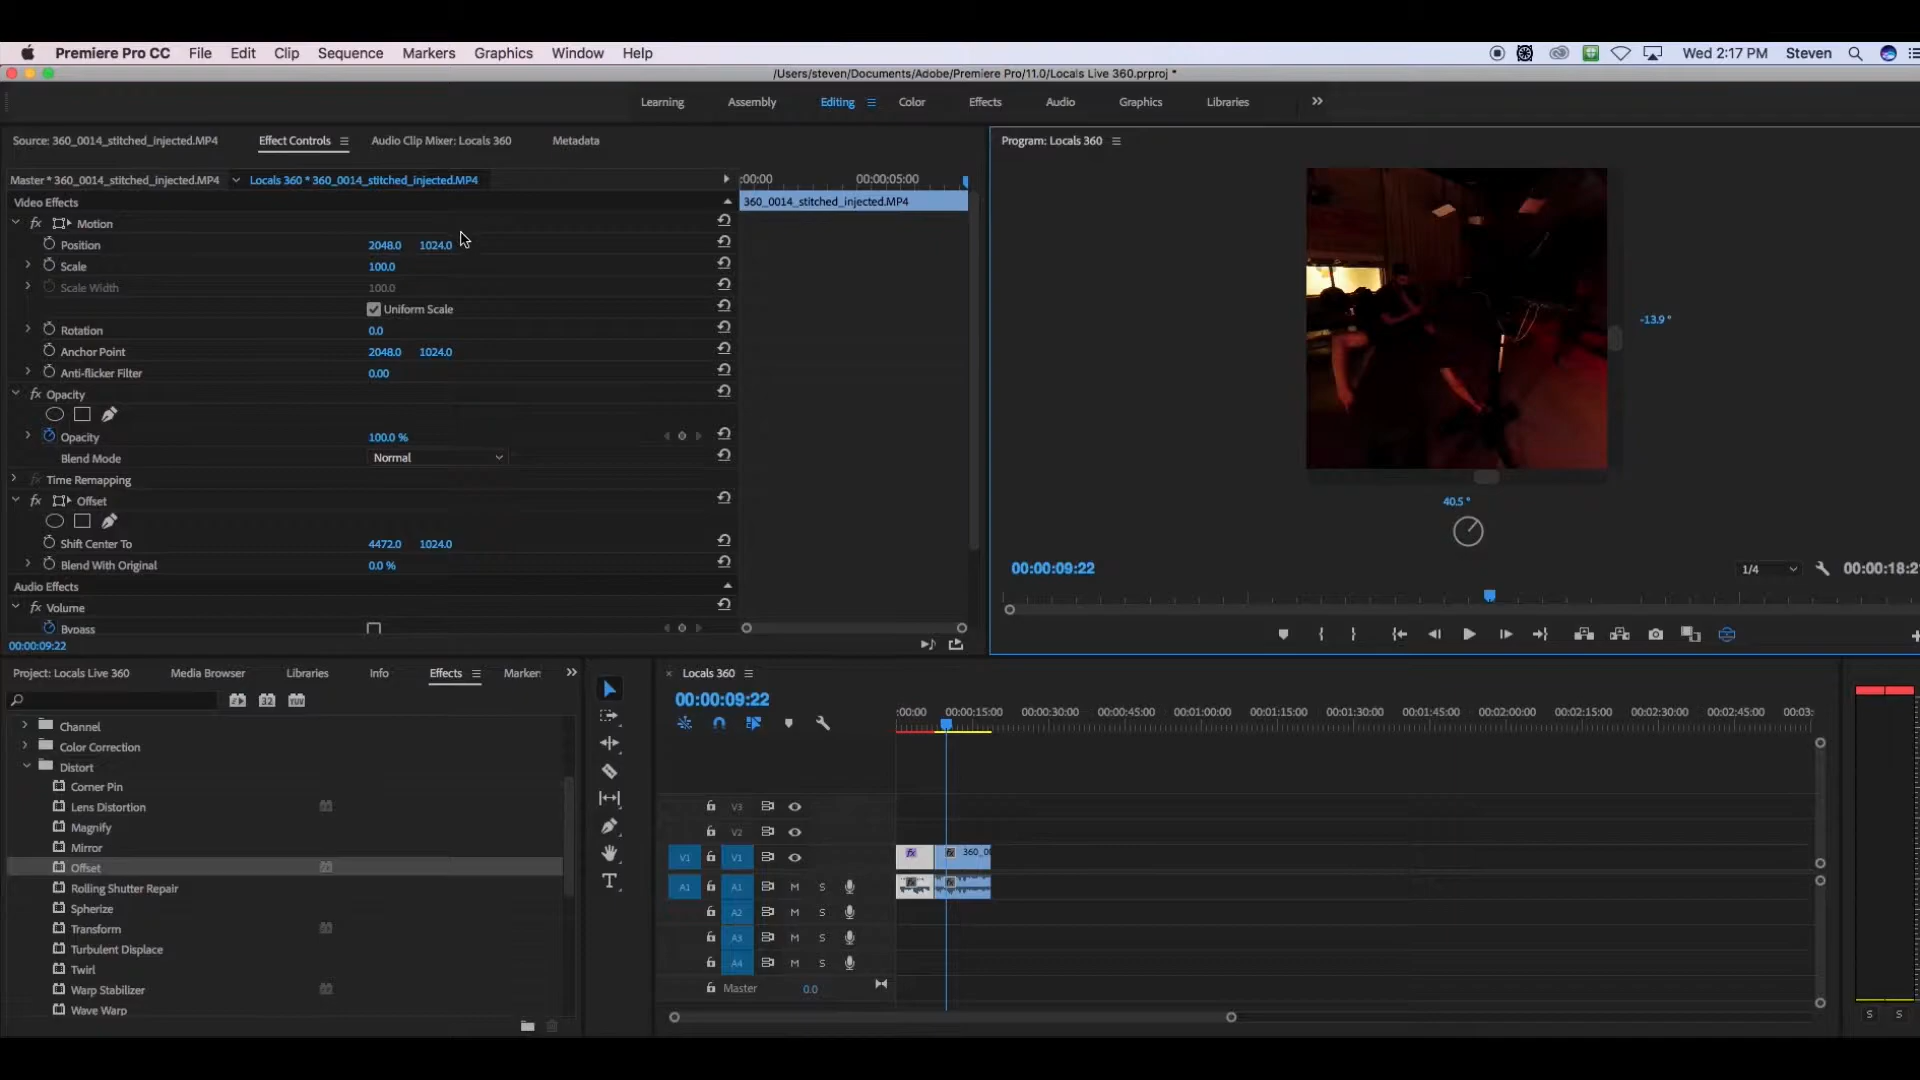 Premiere Pro CC File Edit Clip Sequence Markers Graphics Window Help Wed 2:17 PM Steven
/Users/steven/Documents/Adobe/Premiere Pro/11.0/Locals Live 360.prproj *
Learning Assembly Editing Color Effects Audio Graphics Libraries
Source: 360_0014_stitched_injected.MP4 Effect Controls Audio Clip Mixer: Locals 360 Metadata
Program: Locals 360
Master * 360_0014_stitched_injected.MP4 Locals 360 * 360_0014_stitched_injected.MP4
:00:00 00:00:05:00
Video Effects
360_0014_stitched_injected.MP4
fx Motion
Position 2048.0 1024.0
Scale 100.0
Scale Width 100.0
Uniform Scale
Rotation 0.0
Anchor Point 2048.0 1024.0
Anti-flicker Filter 0.00
fx Opacity
Opacity 100.0 %
Blend Mode Normal
fx Time Remapping
fx Offset
Shift Center To 4472.0 1024.0
Blend With Original 0.0 %
Audio Effects
fx Volume
Bypass
00:00:09:22
-13.9 °
40.5 °
00:00:09:22 1/4 00:00:18:2
Project: Locals Live 360 Media Browser Libraries Info Effects Marker
32 YUV
Channel
Color Correction
Distort
Corner Pin
Lens Distortion
Magnify
Mirror
Offset
Rolling Shutter Repair
Spherize
Transform
Turbulent Displace
Twirl
Warp Stabilizer
Wave Warp
T
Locals 360
00:00:09:22
:00:00 00:00:15:00 00:00:30:00 00:00:45:00 00:01:00:00 00:01:15:00 00:01:30:00 00:01:45:00 00:02:00:00 00:02:15:00 00:02:30:00 00:02:45:00 00:03:
V3
V2
V1 V1 fx fx 360_0
A1 A1 M S
A2 M S
A3 M S
A4 M S
Master 0.0
S S